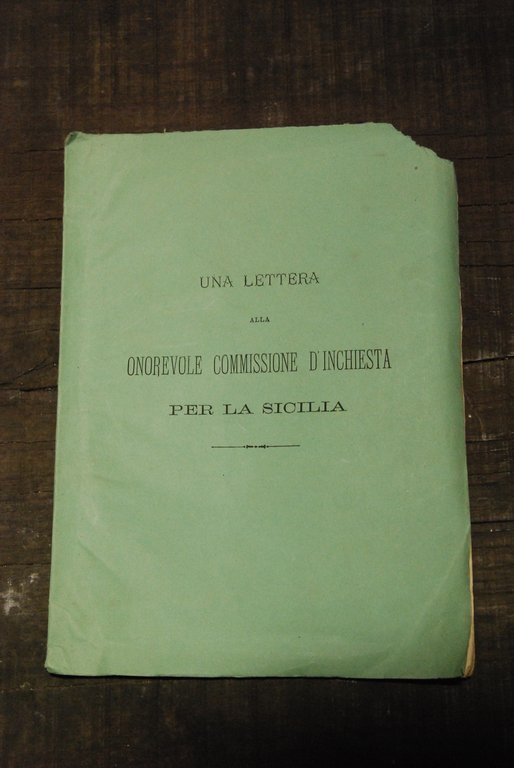 UNA LETTERA
ALLA
ONOREVOLE COMMISSIONE D'INCHIESTA
PER LA SICILIA